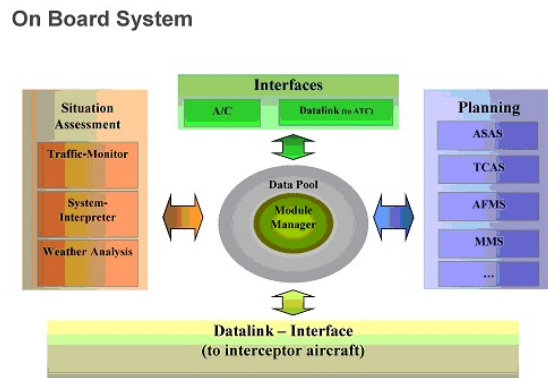 On Board System
Interfaces
A/C
Datalink (to ATC)
Situation
Assessment
Traffic-Monitor
System-
Interpreter
Weather Analysis
Data Pool
Module
Manager
Planning
ASAS
TCAS
AFMS
MMS
...
Datalink – Interface
(to interceptor aircraft)